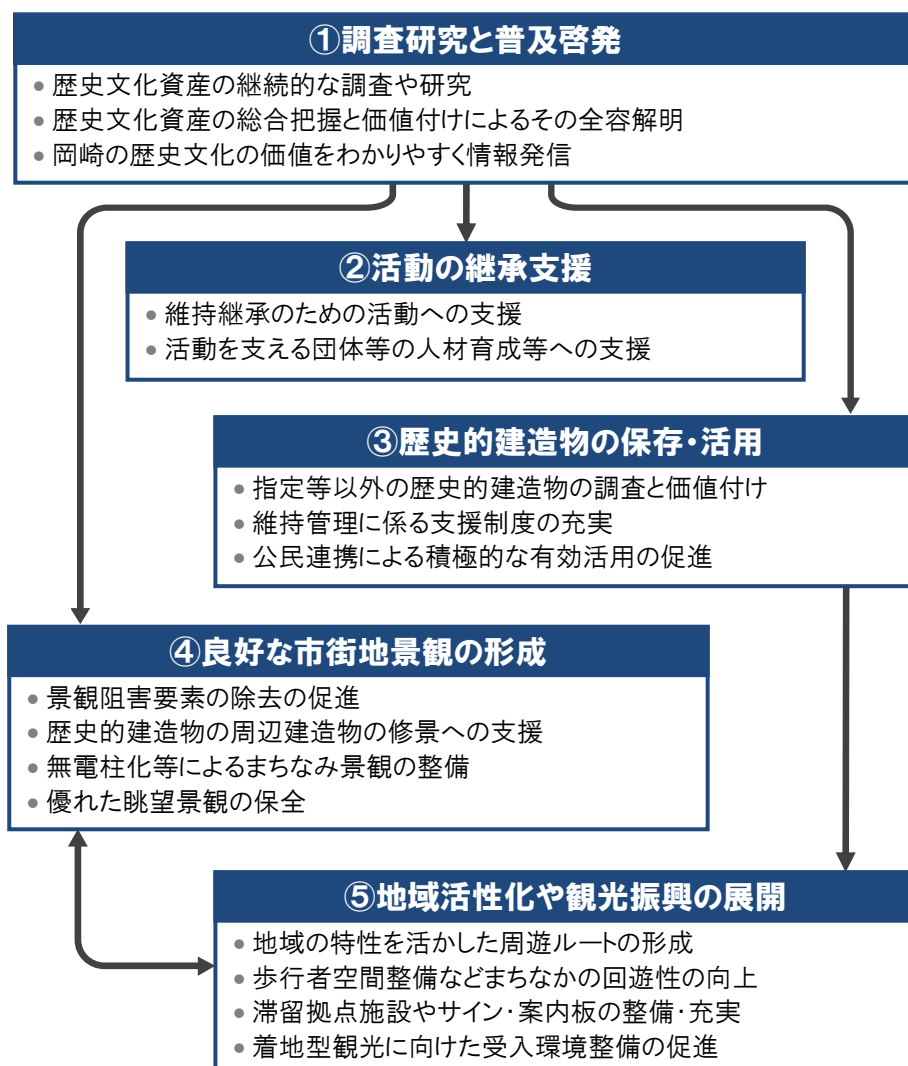 ①調査研究と普及啓発
● 歴史文化資産の継続的な調査や研究
● 歴史文化資産の総合把握と価値付けによるその全容解明
● 岡崎の歴史文化の価値をわかりやすく情報発信
②活動の継承支援
● 維持継承のための活動への支援
● 活動を支える団体等の人材育成等への支援
③歴史的建造物の保存・活用
● 指定等以外の歴史的建造物の調査と価値付け
● 維持管理に係る支援制度の充実
● 公民連携による積極的な有効活用の促進
④良好な市街地景観の形成
● 景観阻害要素の除去の促進
● 歴史的建造物の周辺建造物の修景への支援
● 無電柱化等によるまちなみ景観の整備
● 優れた眺望景観の保全
⑤地域活性化や観光振興の展開
● 地域の特性を活かした周遊ルートの形成
● 歩行者空間整備などまちなかの回遊性の向上
● 滞留拠点施設やサイン・案内板の整備・充実
● 着地型観光に向けた受入環境整備の促進